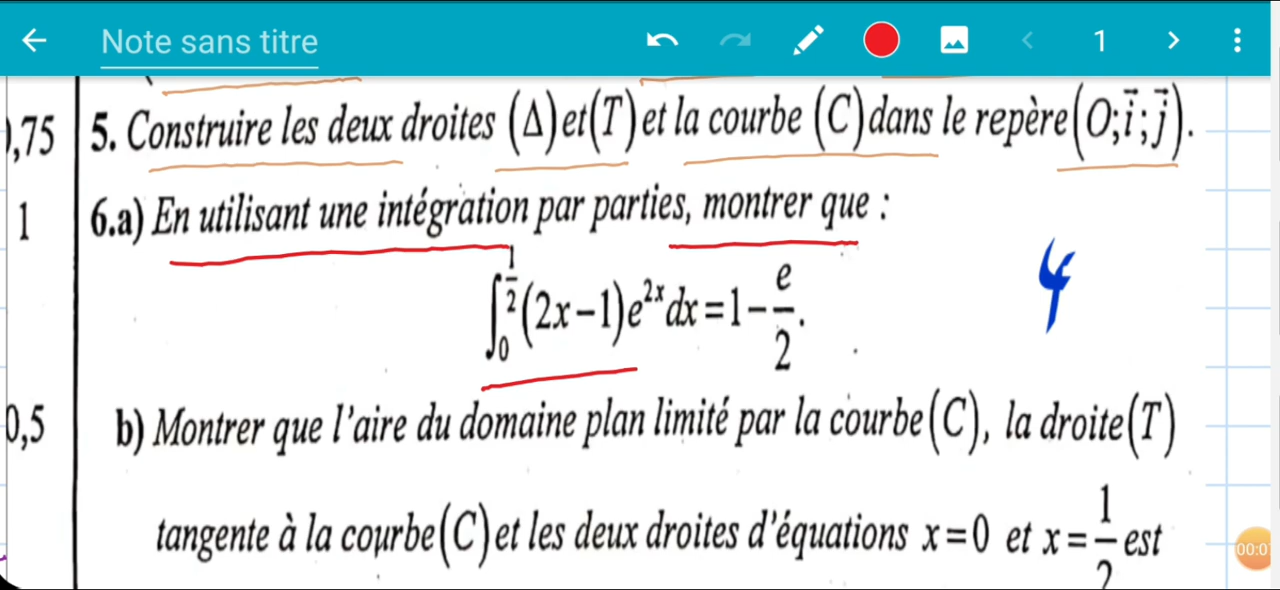 Note sans titre 1
,75 5. Construire les deux droites (Δ) et (T) et la courbe (C) dans le repère (O;i⃗;j⃗).
1 6.a) En utilisant une intégration par parties, montrer que :
∫₀^(1/2) (2x−1)e^(2x) dx = 1 − e/2.
4
0,5 b) Montrer que l'aire du domaine plan limité par la courbe (C), la droite (T)
tangente à la courbe (C) et les deux droites d'équations x=0 et x=1/2 est